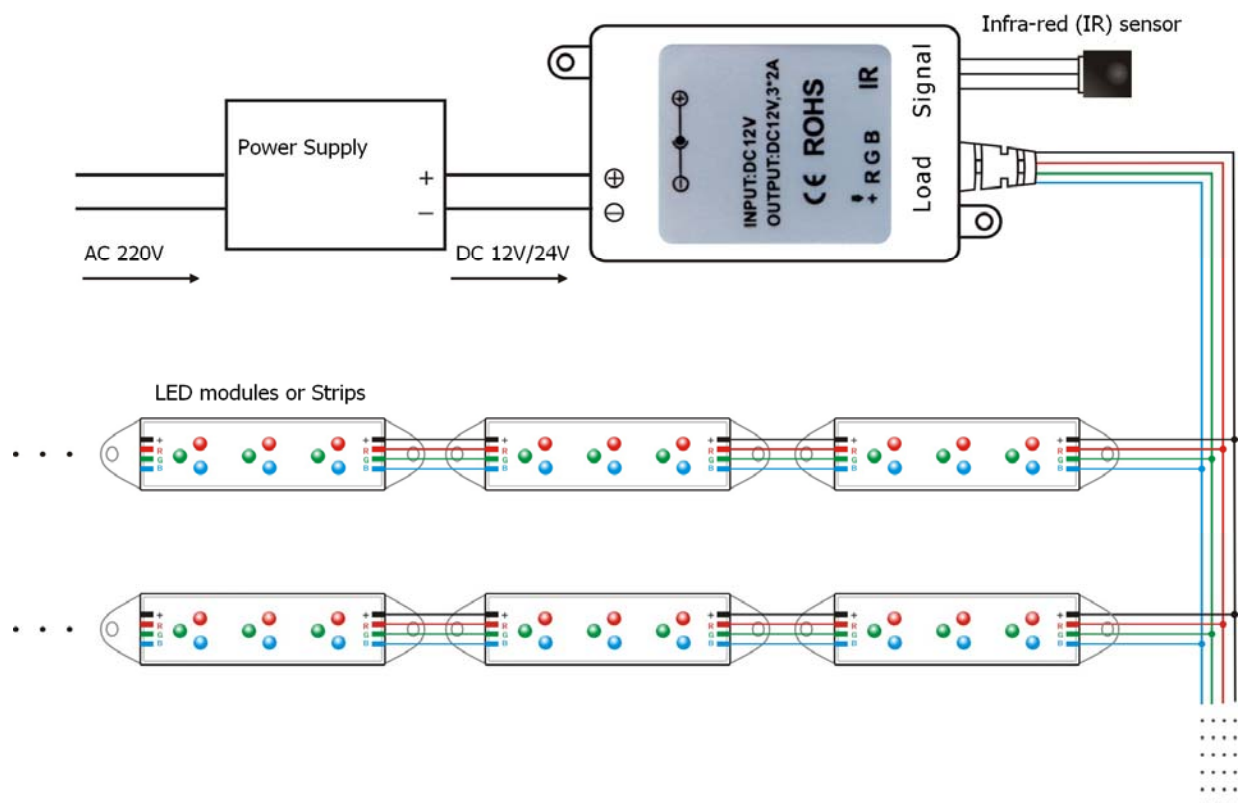 Infra-red (IR) sensor
Power Supply
+
−
AC 220V
DC 12V/24V
⊕
⊖
⊕
⊖
INPUT:DC12V
OUTPUT:DC12V,3*2A
CE ROHS
+ R G B IR
Load Signal
LED modules or Strips
+
R
G
B
+
R
G
B
+
R
G
B
+
R
G
B
+
R
G
B
+
R
G
B
+
R
G
B
+
R
G
B
+
R
G
B
+
R
G
B
+
R
G
B
+
R
G
B